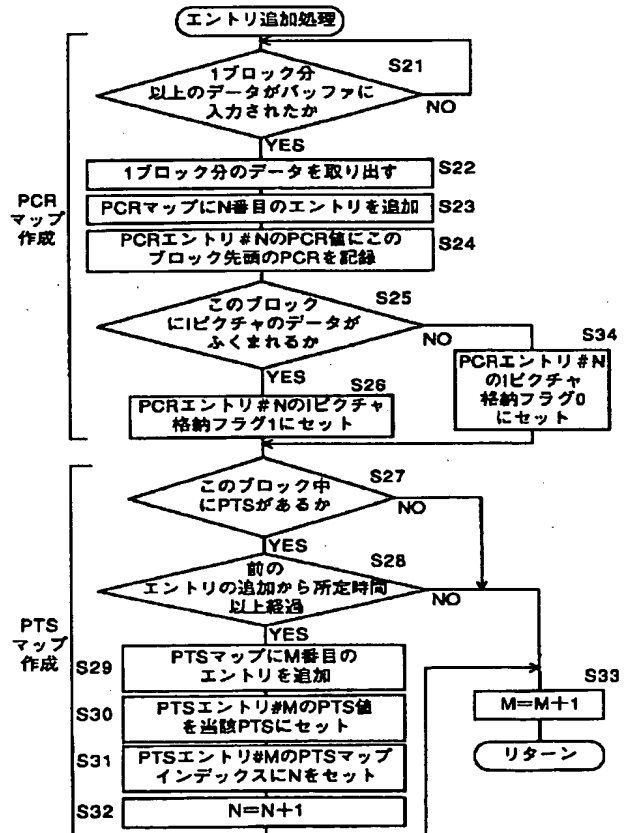 エントリ追加処理
S21
1ブロック分
以上のデータがバッファに
入力されたか
NO
YES
1ブロック分のデータを取り出す
S22
PCR
マップ
作成
PCRマップにN番目のエントリを追加
S23
PCRエントリ#NのPCR値にこの
ブロック先頭のPCRを記録
S24
S25
このブロック
にIピクチャのデータが
ふくまれるか
NO
YES
S34
PCRエントリ#N
のIピクチャ
格納フラグ0
にセット
S26
PCRエントリ#NのIピクチャ
格納フラグ1にセット
S27
このブロック中
にPTSがあるか
NO
YES
S28
前の
エントリの追加から所定時間
以上経過
NO
YES
PTS
マップ
作成
S29
PTSマップにM番目の
エントリを追加
S30
PTSエントリ#MのPTS値
を当該PTSにセット
S31
PTSエントリ#MのPTSマップ
インデックスにNをセット
S32
N=N+1
S33
M=M+1
リターン